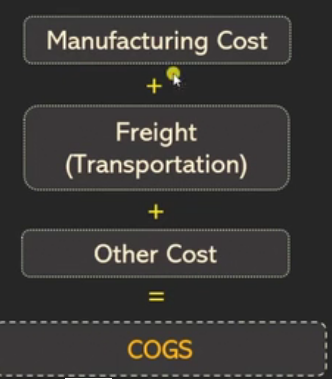 Manufacturing Cost
+
Freight
(Transportation)
+
Other Cost
=
COGS